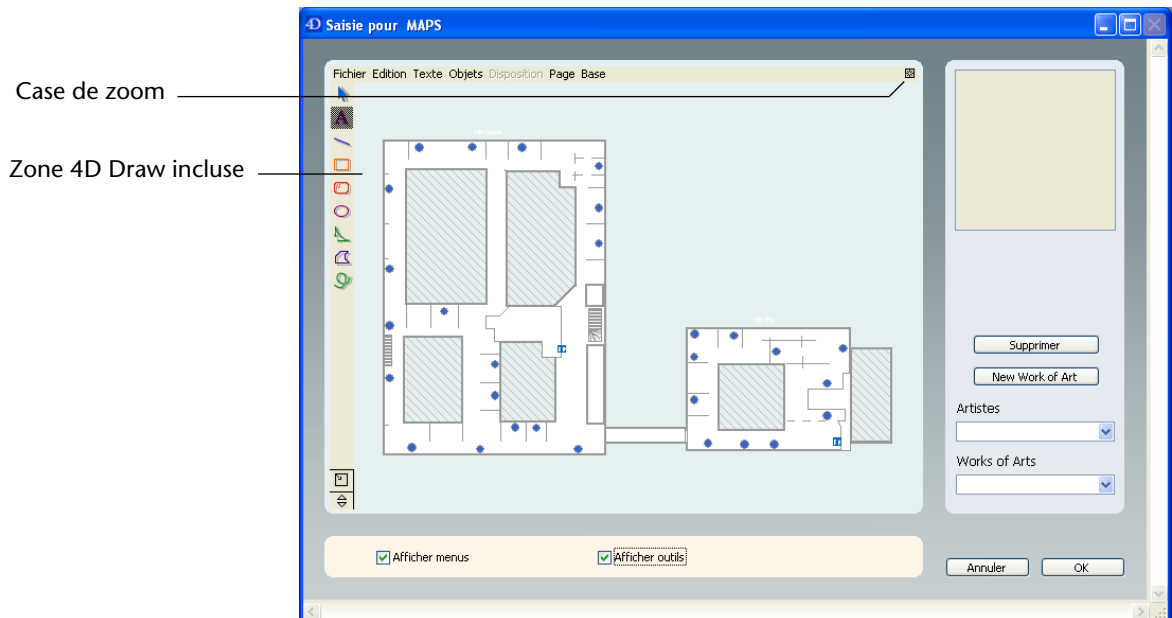 4D Saisie pour MAPS
Case de zoom
Fichier Edition Texte Objets Disposition Page Base
Zone 4D Draw incluse
A
Supprimer
New Work of Art
Artistes
Works of Arts
Afficher menus
Afficher outils
Annuler
OK